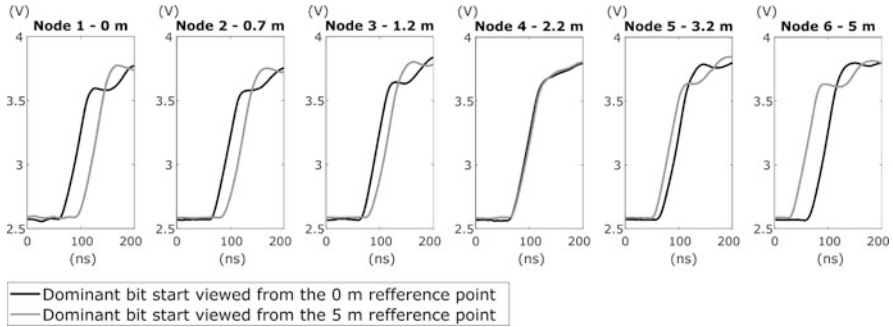 (V) (V) (V) (V) (V) (V)
Node 1 - 0 m Node 2 - 0.7 m Node 3 - 1.2 m Node 4 - 2.2 m Node 5 - 3.2 m Node 6 - 5 m
4 4 4 4 4 4
3.5 3.5 3.5 3.5 3.5 3.5
3 3 3 3 3 3
2.5 2.5 2.5 2.5 2.5 2.5
0 100 200 0 100 200 0 100 200 0 100 200 0 100 200 0 100 200
(ns) (ns) (ns) (ns) (ns) (ns)
Dominant bit start viewed from the 0 m refference point
Dominant bit start viewed from the 5 m refference point